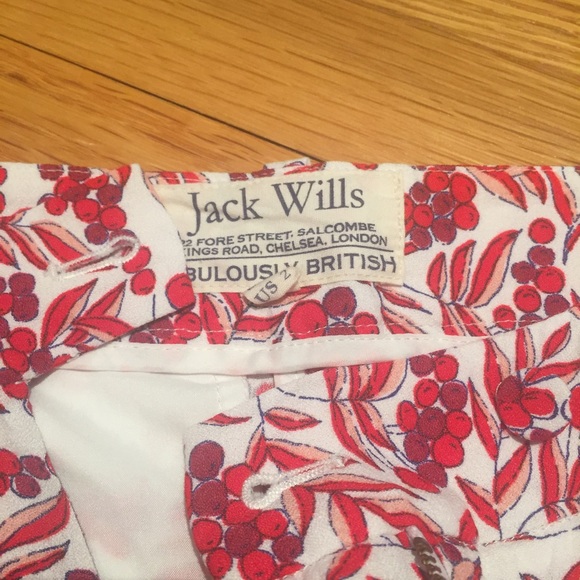 Jack Wills
22 FORE STREET, SALCOMBE
KINGS ROAD, CHELSEA, LONDON
BULOUSLY BRITISH
US 2